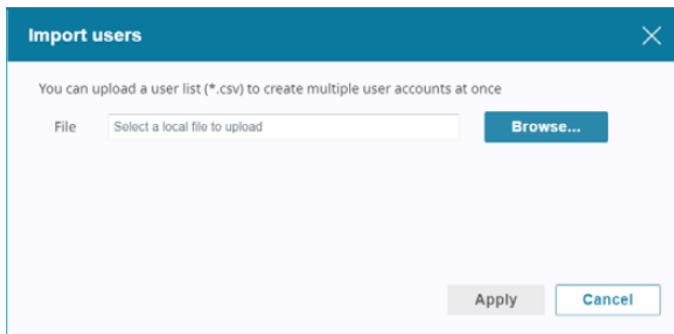 Import users
You can upload a user list (*.csv) to create multiple user accounts at once
File Select a local file to upload Browse...
Apply Cancel